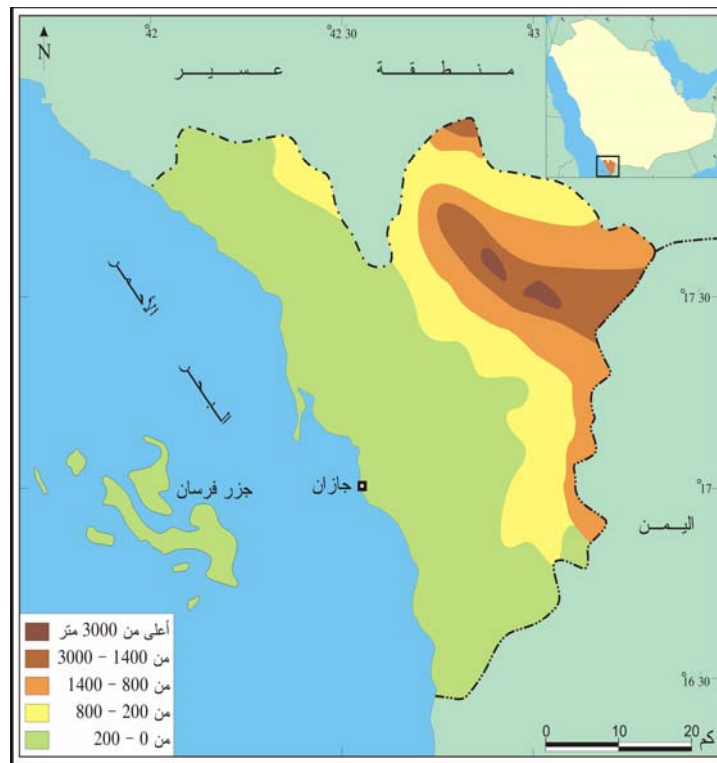 42
42 30
43
N
منطقة عسير
البحر الأحمر
°17 30
جزر فرسان
جازان
°17
اليمن
أعلى من 3000 متر
من 1400 - 3000
من 800 - 1400
من 200 - 800
من 0 - 200
°16 30
0 10 20 كم